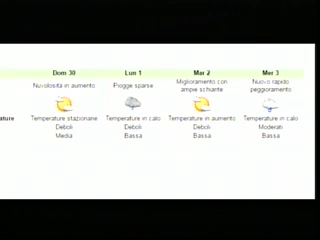 Dom 30 Lun 1 Mar 2 Mer 3
Nuvolosità in aumento Piogge sparse Miglioramento con ampie schiarite Nuovo rapido peggioramento
ature Temperature stazionarie Temperature in calo Temperature in aumento Temperature in calo
Deboli Deboli Deboli Moderati
Media Bassa Bassa Bassa